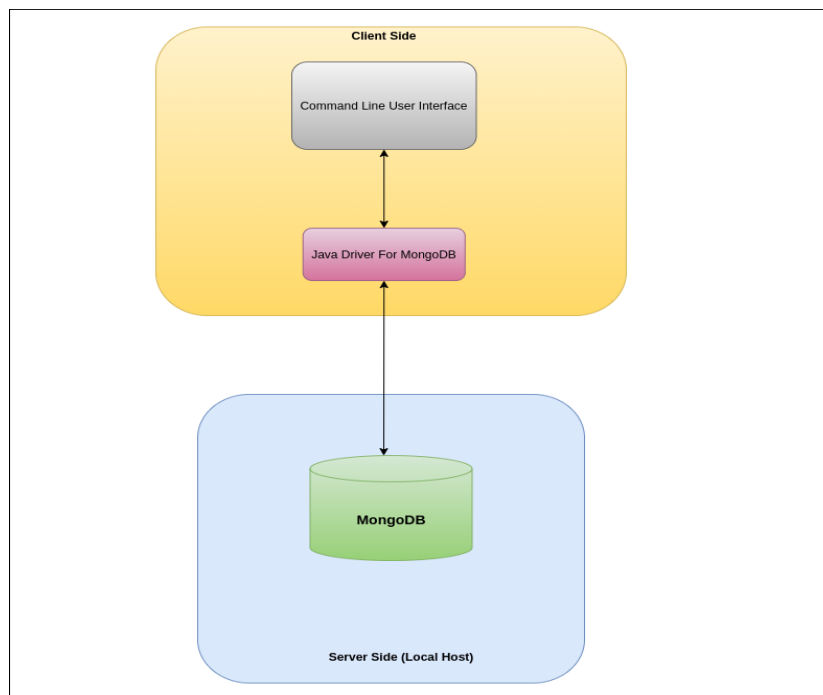 Client Side
Command Line User Interface
Java Driver For MongoDB
MongoDB
Server Side (Local Host)